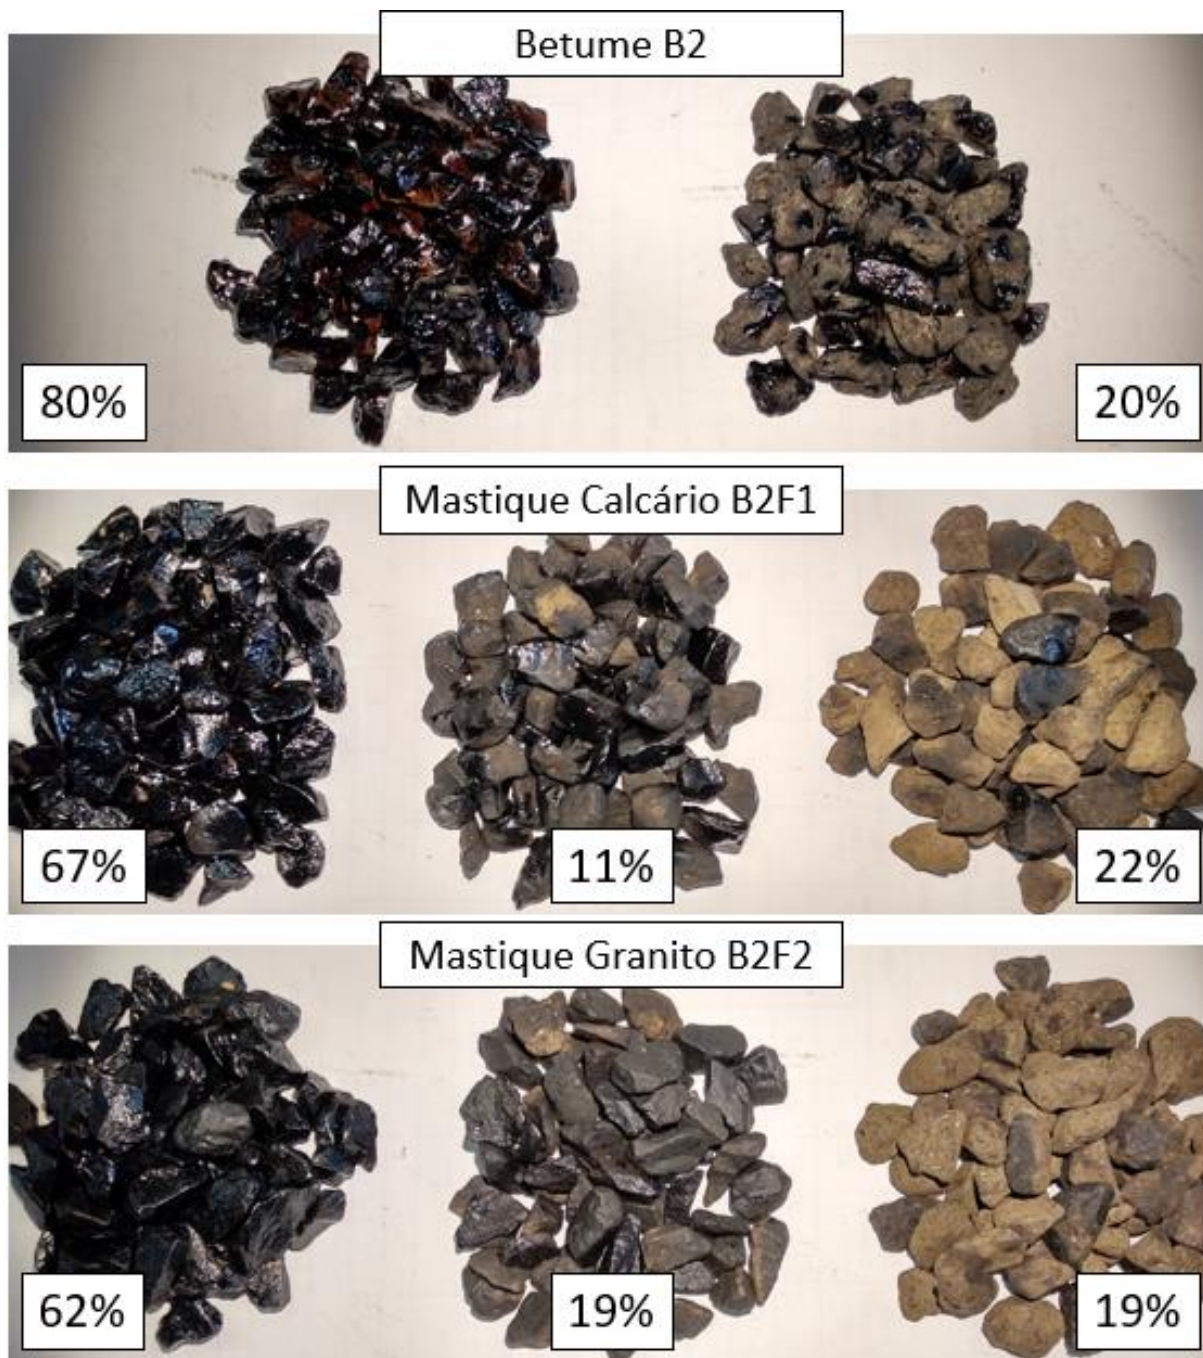 Betume B2
80%
20%
Mastique Calcário B2F1
67%
11%
22%
Mastique Granito B2F2
62%
19%
19%